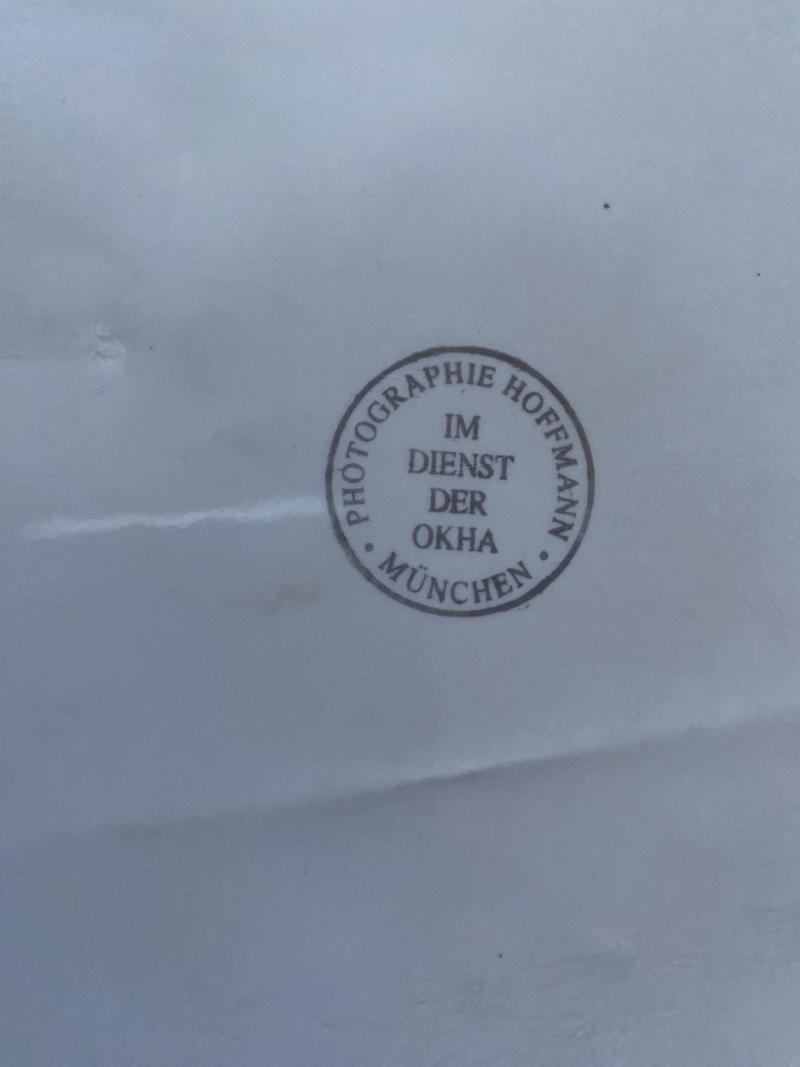 PHOTOGRAPHIE HOFFMANN
IM
DIENST
DER
OKHA
• MÜNCHEN •